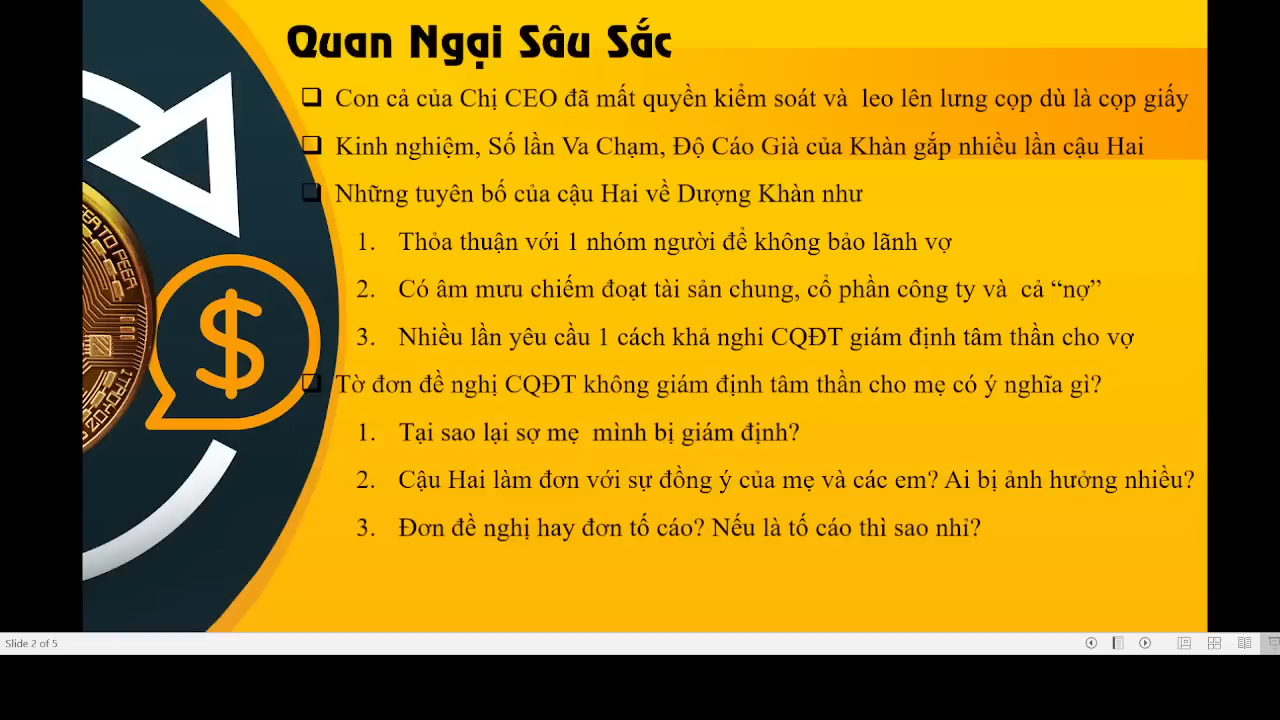 Quan Ngại Sâu Sắc
Con cả của Chị CEO đã mất quyền kiểm soát và leo lên lưng cọp dù là cọp giấy
Kinh nghiệm, Số lần Va Chạm, Độ Cáo Già của Khàn gắp nhiều lần cậu Hai
Những tuyên bố của cậu Hai về Dượng Khàn như
1. Thỏa thuận với 1 nhóm người để không bảo lãnh vợ
2. Có âm mưu chiếm đoạt tài sản chung, cổ phần công ty và cả “nợ”
3. Nhiều lần yêu cầu 1 cách khả nghi CQĐT giám định tâm thần cho vợ
Tờ đơn đề nghị CQĐT không giám định tâm thần cho mẹ có ý nghĩa gì?
1. Tại sao lại sợ mẹ mình bị giám định?
2. Cậu Hai làm đơn với sự đồng ý của mẹ và các em? Ai bị ảnh hưởng nhiều?
3. Đơn đề nghị hay đơn tố cáo? Nếu là tố cáo thì sao nhỉ?
Slide 2 of 5